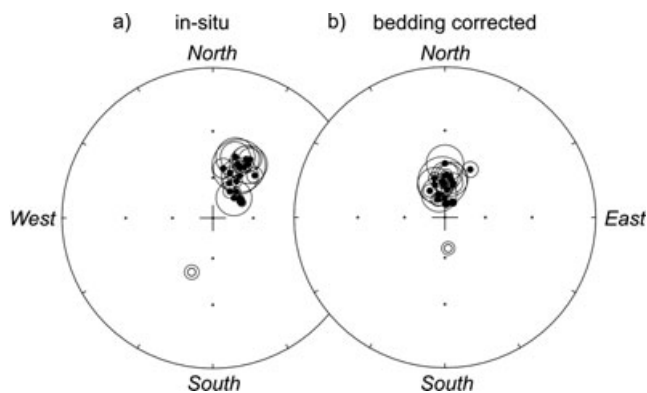 a) in-situ b) bedding corrected
North North
West East
South South